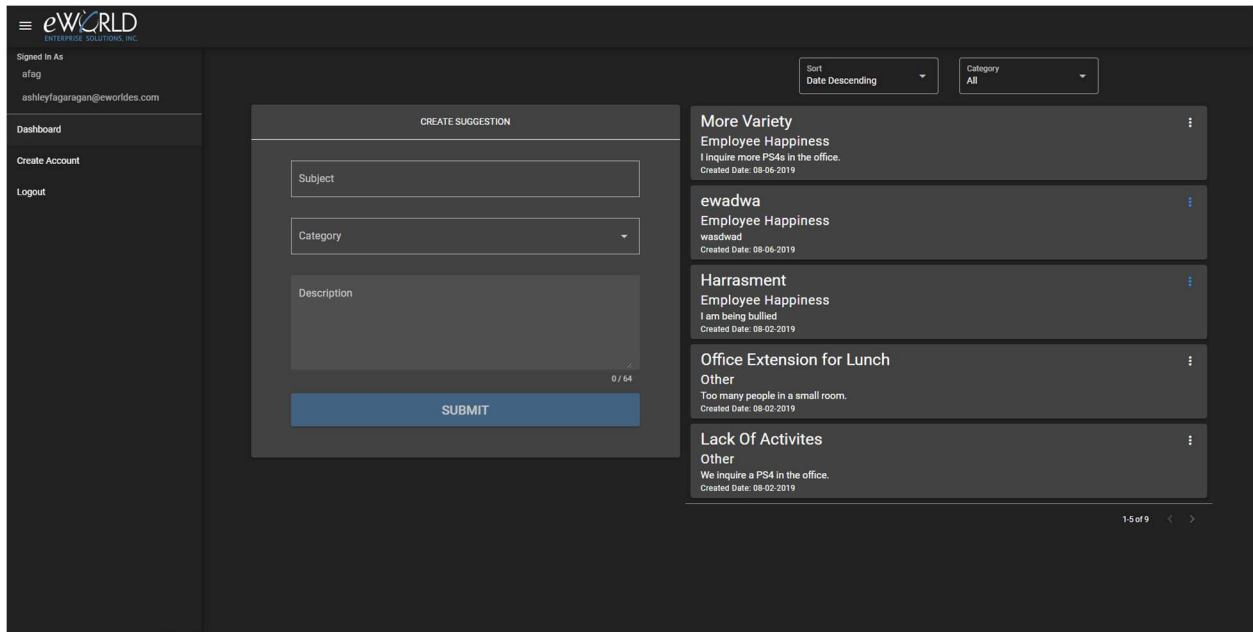 eWORLD
ENTERPRISE SOLUTIONS, INC.
Signed In As
afag
ashleyfagaragan@eworldes.com
Dashboard
Create Account
Logout
Sort
Date Descending
Category
All
CREATE SUGGESTION
Subject
Category
Description
0 / 64
SUBMIT
More Variety
Employee Happiness
I inquire more PS4s in the office.
Created Date: 08-06-2019
ewadwa
Employee Happiness
wasdwad
Created Date: 08-06-2019
Harrasment
Employee Happiness
I am being bullied
Created Date: 08-02-2019
Office Extension for Lunch
Other
Too many people in a small room.
Created Date: 08-02-2019
Lack Of Activites
Other
We inquire a PS4 in the office.
Created Date: 08-02-2019
1-5 of 9